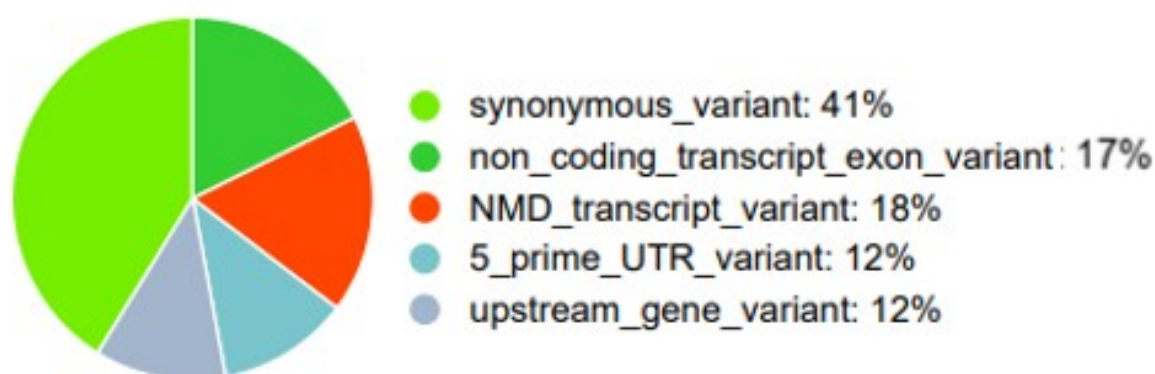 synonymous_variant: 41%
non_coding_transcript_exon_variant: 17%
NMD_transcript_variant: 18%
5_prime_UTR_variant: 12%
upstream_gene_variant: 12%